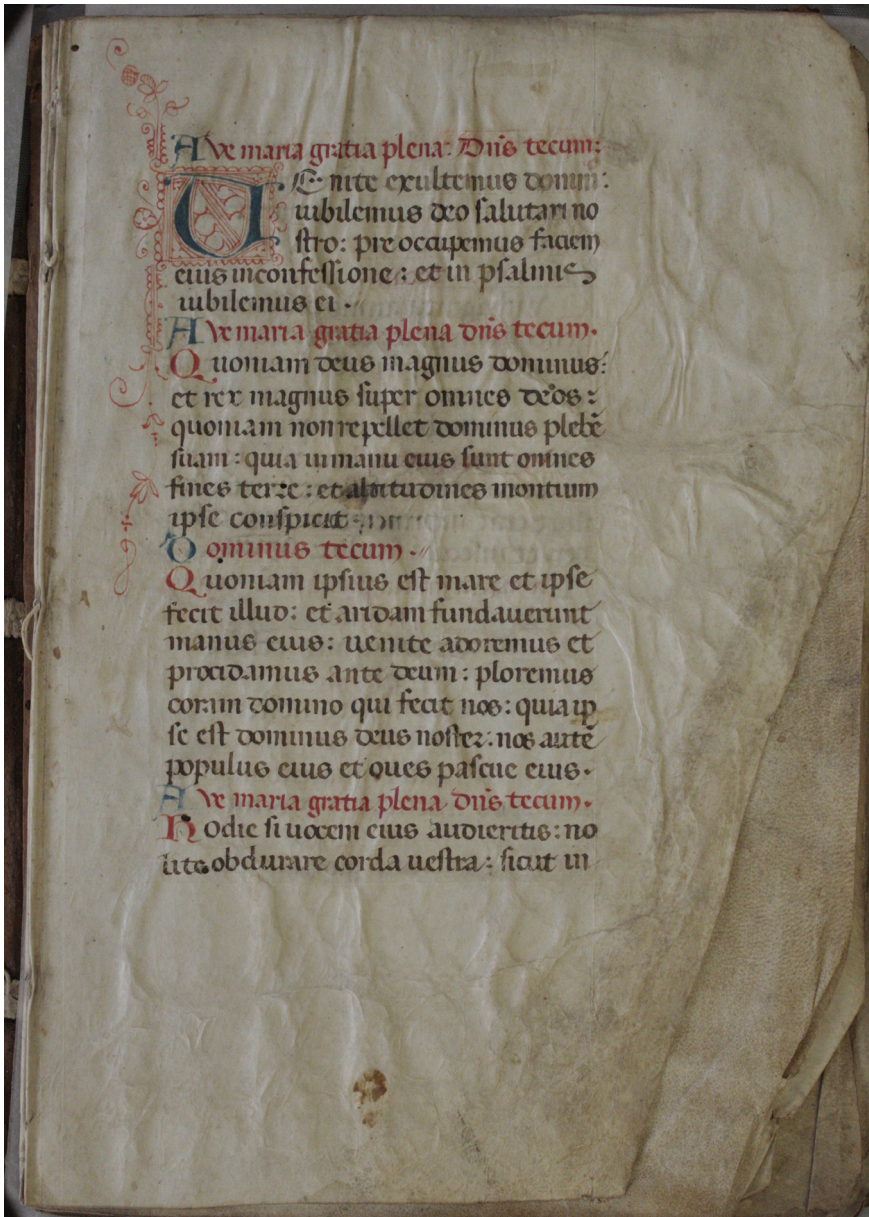 Ave maria gratia plena: Dn̄s tecum:
VEnite exultemus domin:
iubilemus deo salutari no
stro: pre occupemus faciem
eius inconfessione: et in psalmis
iubilemus ei.
Ave maria gratia plena dn̄s tecum.
Quoniam deus magnus dominus:
et rex magnus super omnes deos:
quoniam non repellet dominus plebē
suam: quia in manu eius sunt omnes
fines terre: et altitudines montium
ipse conspicit:
Dominus tecum.
Quoniam ipsius est mare et ipse
fecit illud: et aridam fundauerunt
manus eius: uenite adoremus et
procidamus ante deum: ploremus
coram domino qui fecit nos: quia ip
se est dominus deus noster: nos autē
populus eius et oues pascue eius.
Ave maria gratia plena dn̄s tecum.
Hodie si uocem eius audieritis: no
lite obdurare corda uestra: sicut in